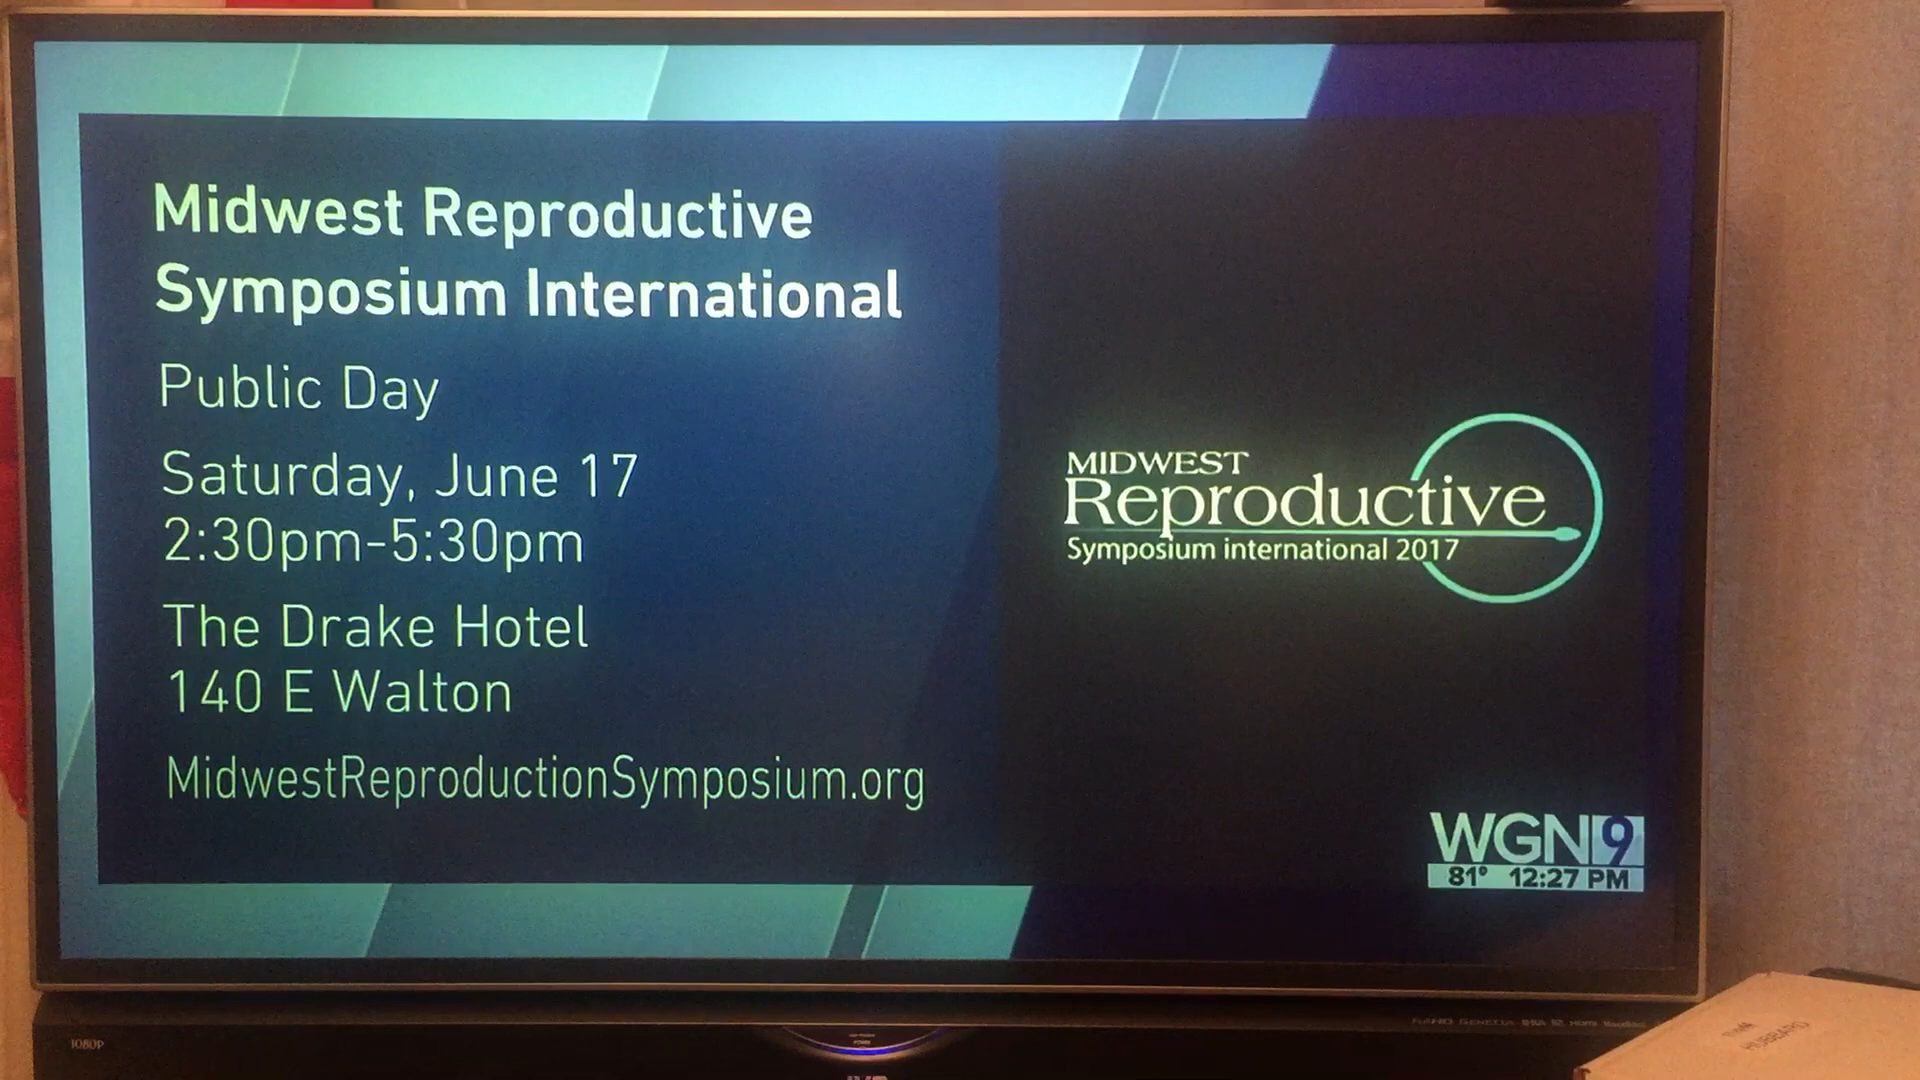 Midwest Reproductive
Symposium International
Public Day
Saturday, June 17
2:30pm-5:30pm
The Drake Hotel
140 E Walton
MidwestReproductionSymposium.org
MIDWEST
Reproductive
Symposium international 2017
WGN9
81° 12:27 PM
1080P